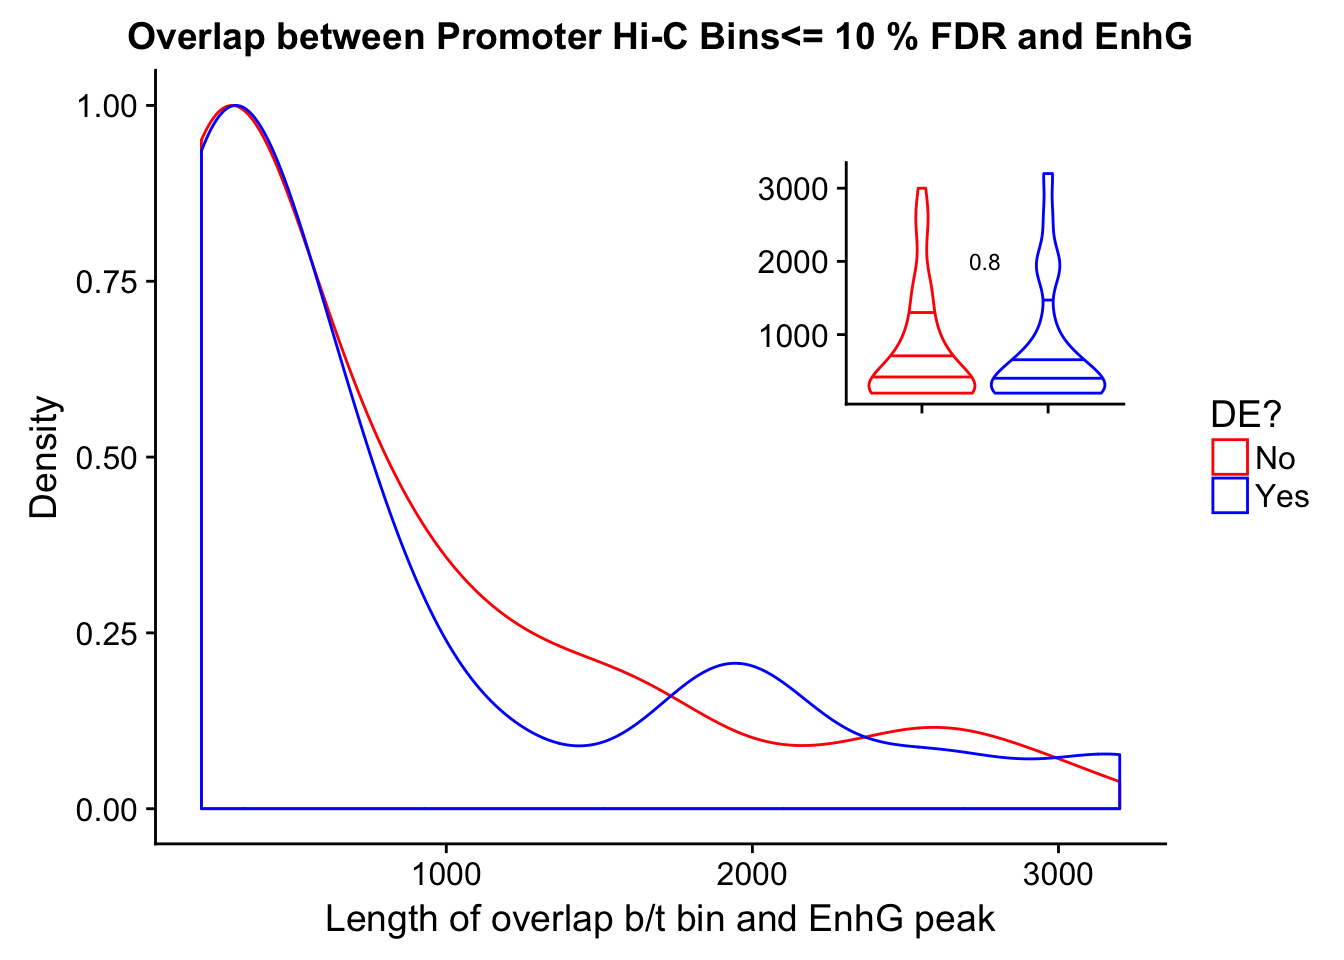 Overlap between Promoter Hi-C Bins<= 10 % FDR and EnhG
1.00
0.75
0.50
0.25
0.00
Density
1000
2000
3000
Length of overlap b/t bin and EnhG peak
3000
2000
1000
0.8
DE?
No
Yes